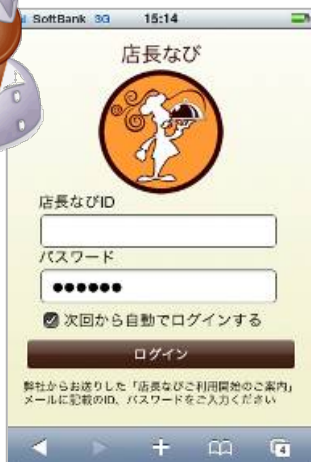 SoftBank 3G 15:14
店長なび
店長なびID
パスワード
●●●●●●
次回から自動でログインする
ログイン
弊社からお送りした「店長なびご利用開始のご案内」
メールに記載のID、パスワードをご入力ください
4